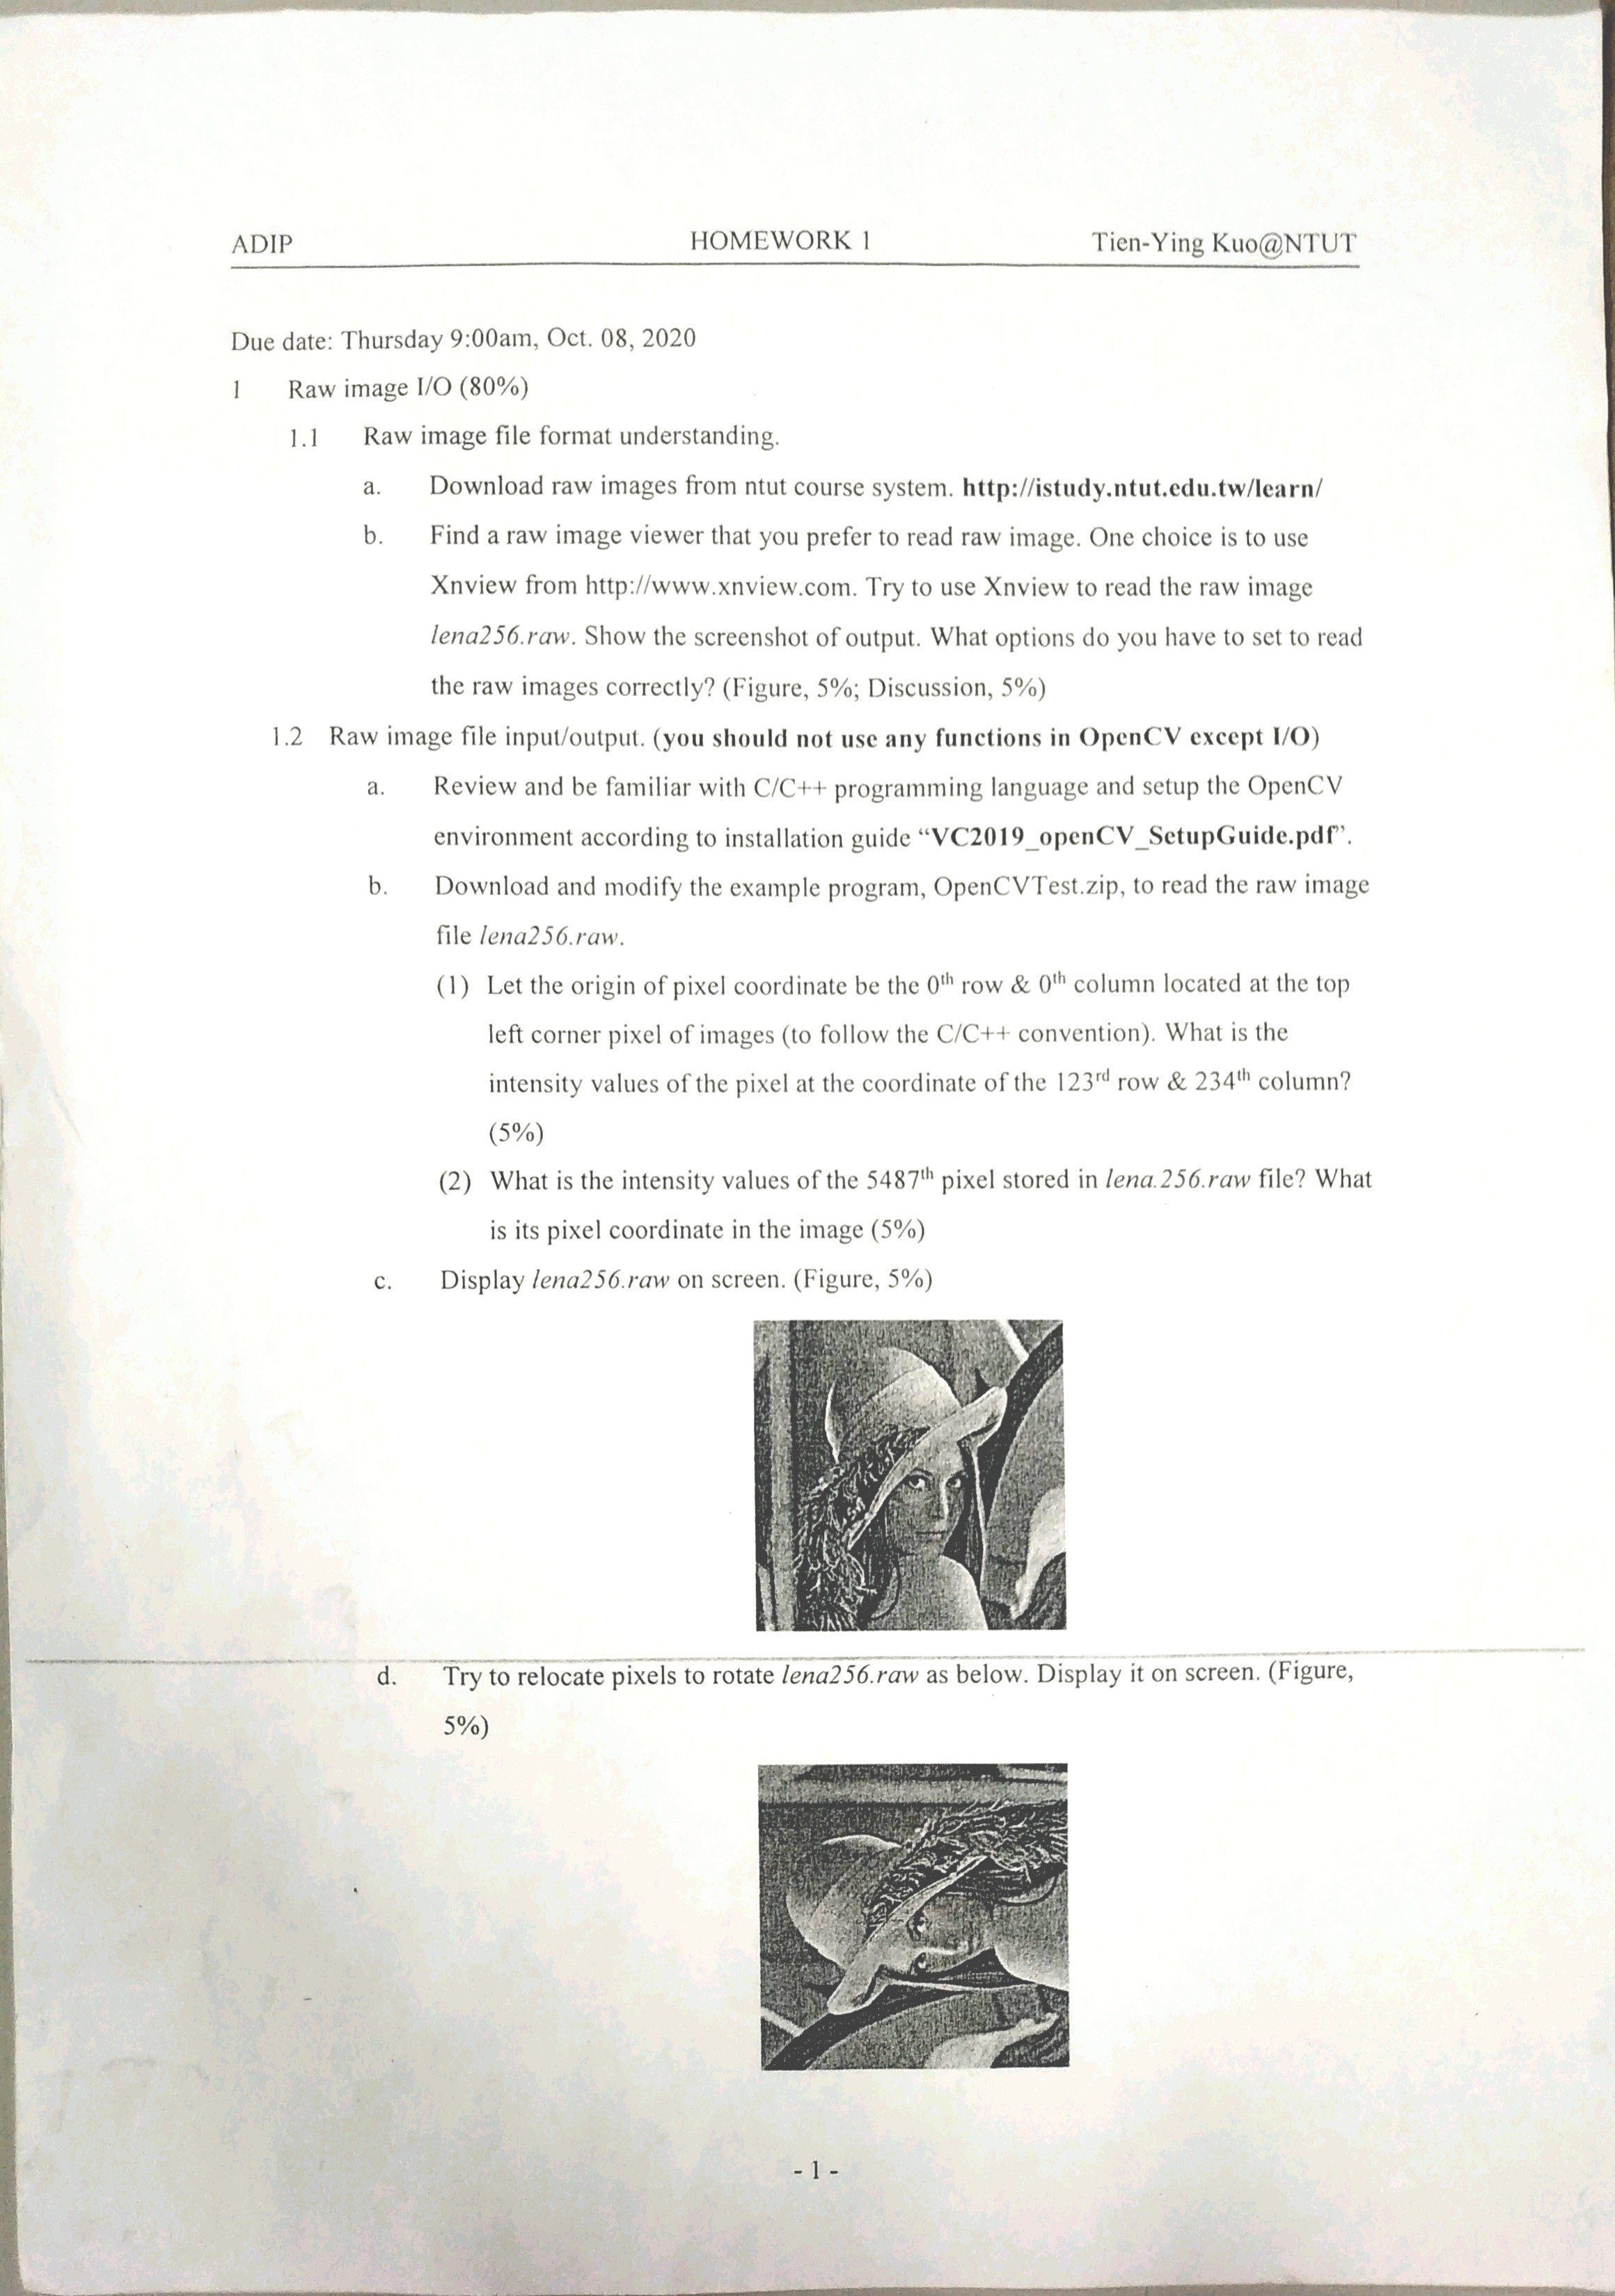 ADIP HOMEWORK 1 Tien-Ying Kuo@NTUT
Due date: Thursday 9:00am, Oct. 08, 2020
1 Raw image I/O (80%)
1.1 Raw image file format understanding.
a. Download raw images from ntut course system. http://istudy.ntut.edu.tw/learn/
b. Find a raw image viewer that you prefer to read raw image. One choice is to use
Xnview from http://www.xnview.com. Try to use Xnview to read the raw image
lena256.raw. Show the screenshot of output. What options do you have to set to read
the raw images correctly? (Figure, 5%; Discussion, 5%)
1.2 Raw image file input/output. (you should not use any functions in OpenCV except I/O)
a. Review and be familiar with C/C++ programming language and setup the OpenCV
environment according to installation guide “VC2019_openCV_SetupGuide.pdf”.
b. Download and modify the example program, OpenCVTest.zip, to read the raw image
file lena256.raw.
(1) Let the origin of pixel coordinate be the 0th row & 0th column located at the top
left corner pixel of images (to follow the C/C++ convention). What is the
intensity values of the pixel at the coordinate of the 123rd row & 234th column?
(5%)
(2) What is the intensity values of the 5487th pixel stored in lena.256.raw file? What
is its pixel coordinate in the image (5%)
c. Display lena256.raw on screen. (Figure, 5%)
d. Try to relocate pixels to rotate lena256.raw as below. Display it on screen. (Figure,
5%)
- 1 -